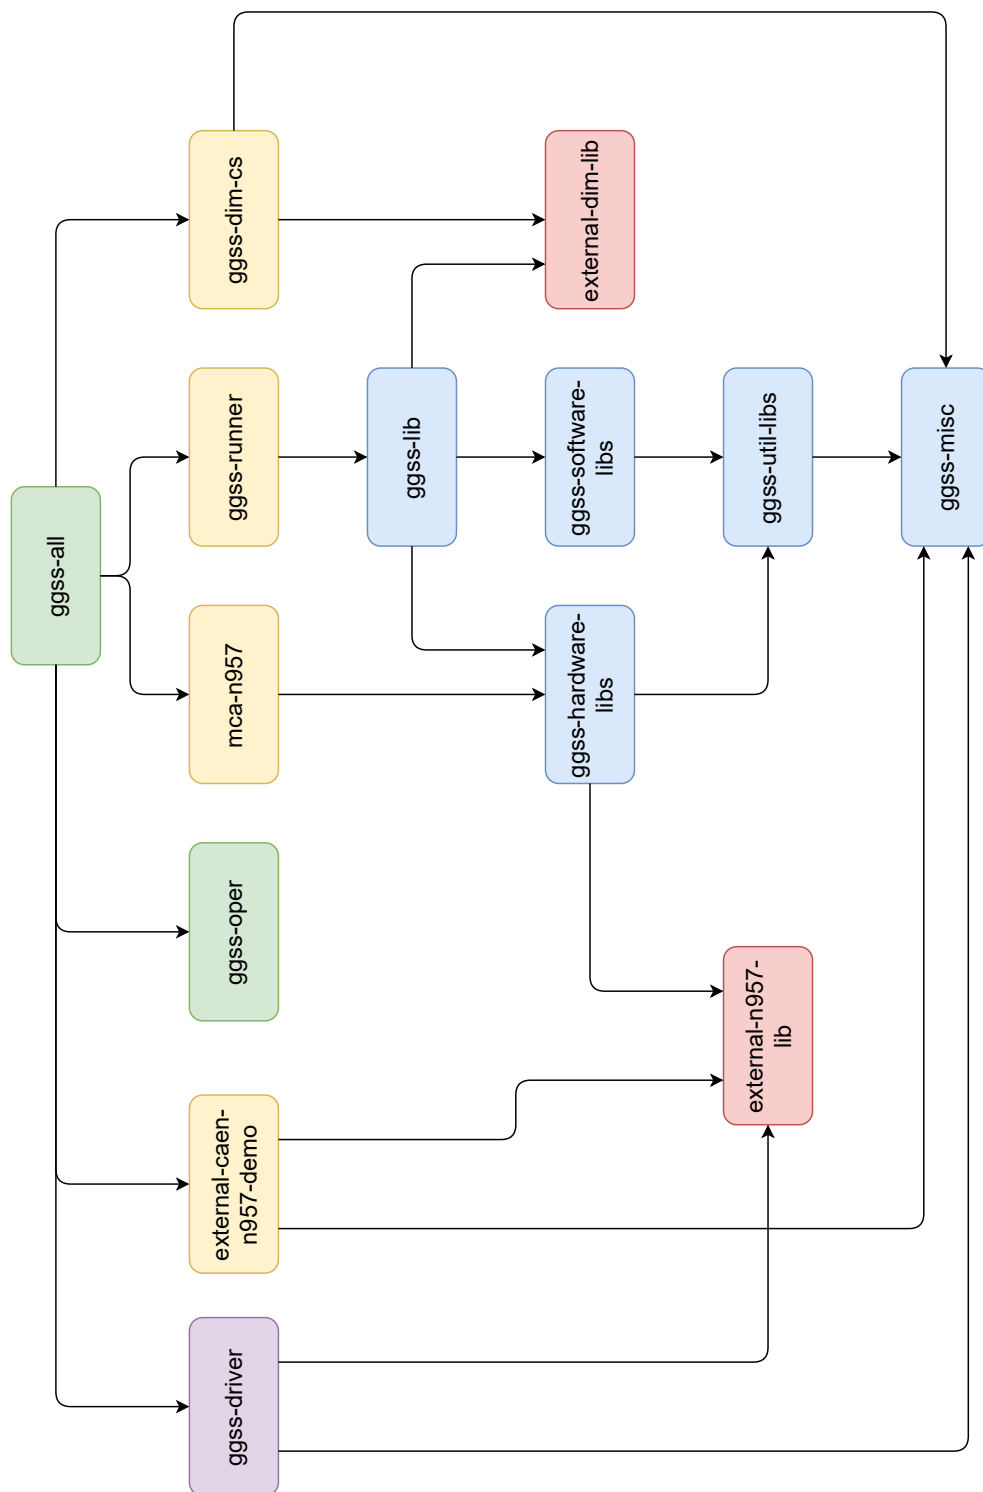 ggss-all
ggss-driver
external-caen-
n957-demo
ggss-oper
mca-n957
ggss-runner
ggss-dim-cs
ggss-lib
ggss-hardware-
libs
ggss-software-
libs
external-dim-lib
external-n957-
lib
ggss-util-libs
ggss-misc